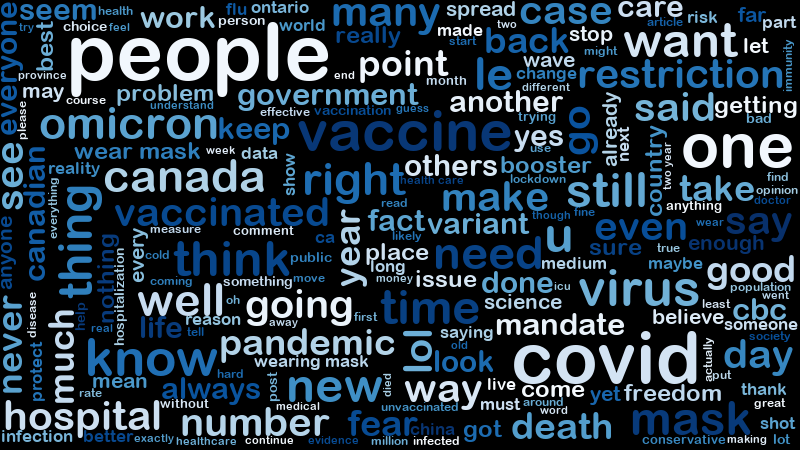 seem health flu ontario many spread case care risk far part
try choice feel person world two article
best work really made start back stop might want let
everyone people point wave
province may course problem end month le change restriction immunity
please understand government different
omicron keep effective vaccination guess another trying said getting
wear mask week data vaccine yes use go already next bad
see canadian reality canada show right others booster one
everything health care lockdown country two year find
thing vaccinated read make still take opinion
anyone measure comment year fact variant though fine anything doctor
nothing every ca likely u even wear say
hospitalization cold think public place need sure true enough
coming something move long medium maybe good
never disease well oh going money issue done icu virus population
much help reason away first time science least went cbc
protect real life tell mandate believe someone
pandemic lol saying society
know wearing mask old look covid actually day
rate mean hard always post new died way live come yet freedom put thank
without medical unvaccinated must around great
hospital number fear china got word death mask shot
infection better exactly healthcare continue evidence million infected conservative making lot